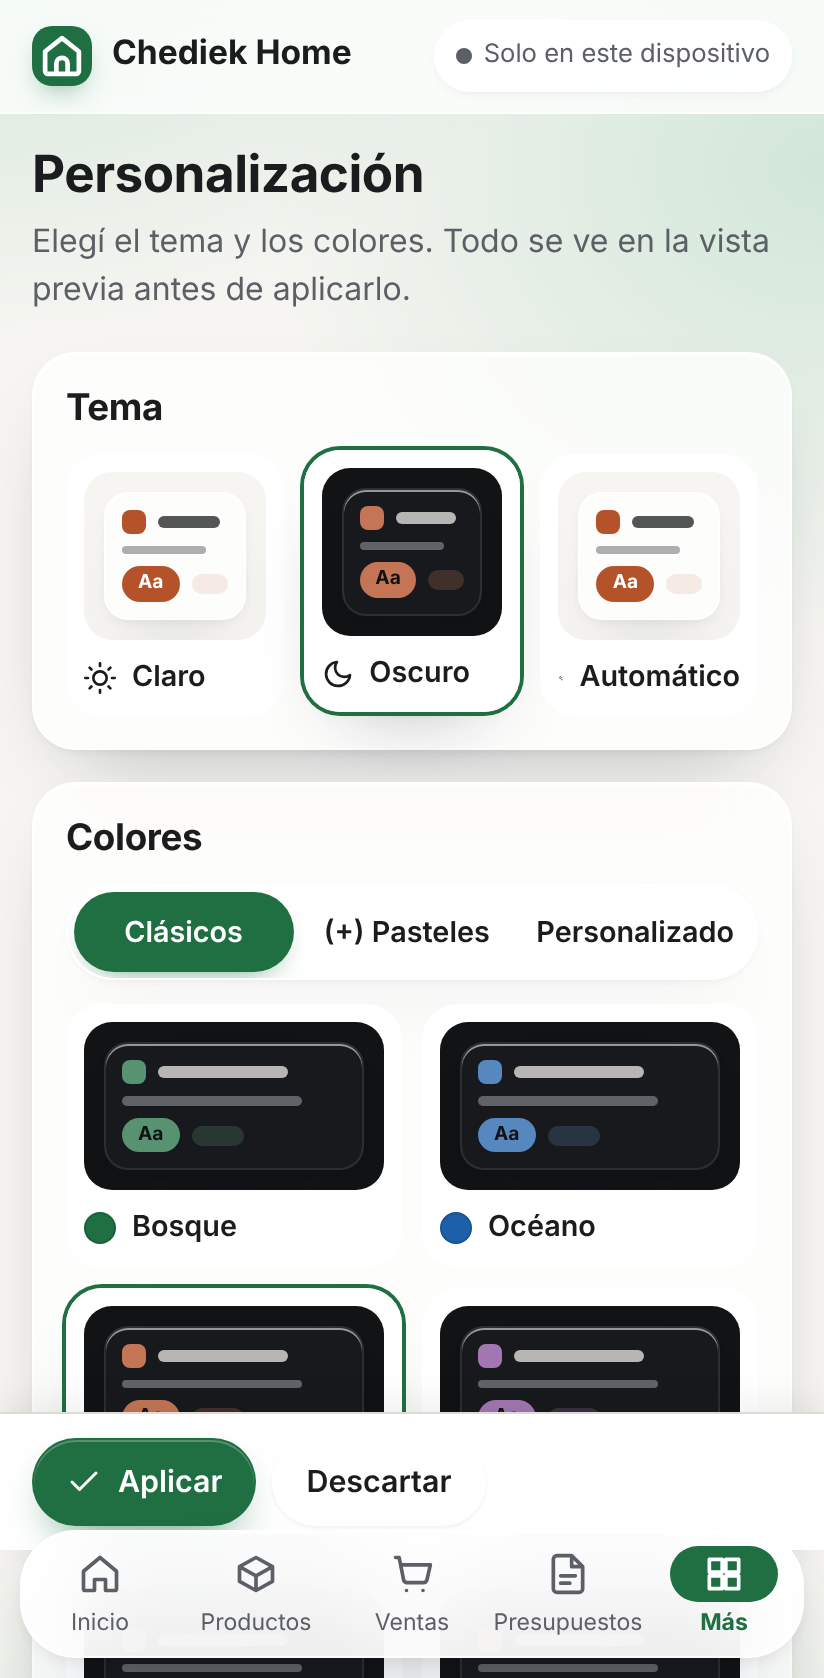 Chediek Home
Solo en este dispositivo
Personalización
Elegí el tema y los colores. Todo se ve en la vista
previa antes de aplicarlo.
Tema
Aa
Aa
Aa
Claro
Oscuro
Automático
Colores
Clásicos
(+) Pasteles
Personalizado
Aa
Aa
Bosque
Océano
Aplicar
Descartar
Inicio
Productos
Ventas
Presupuestos
Más